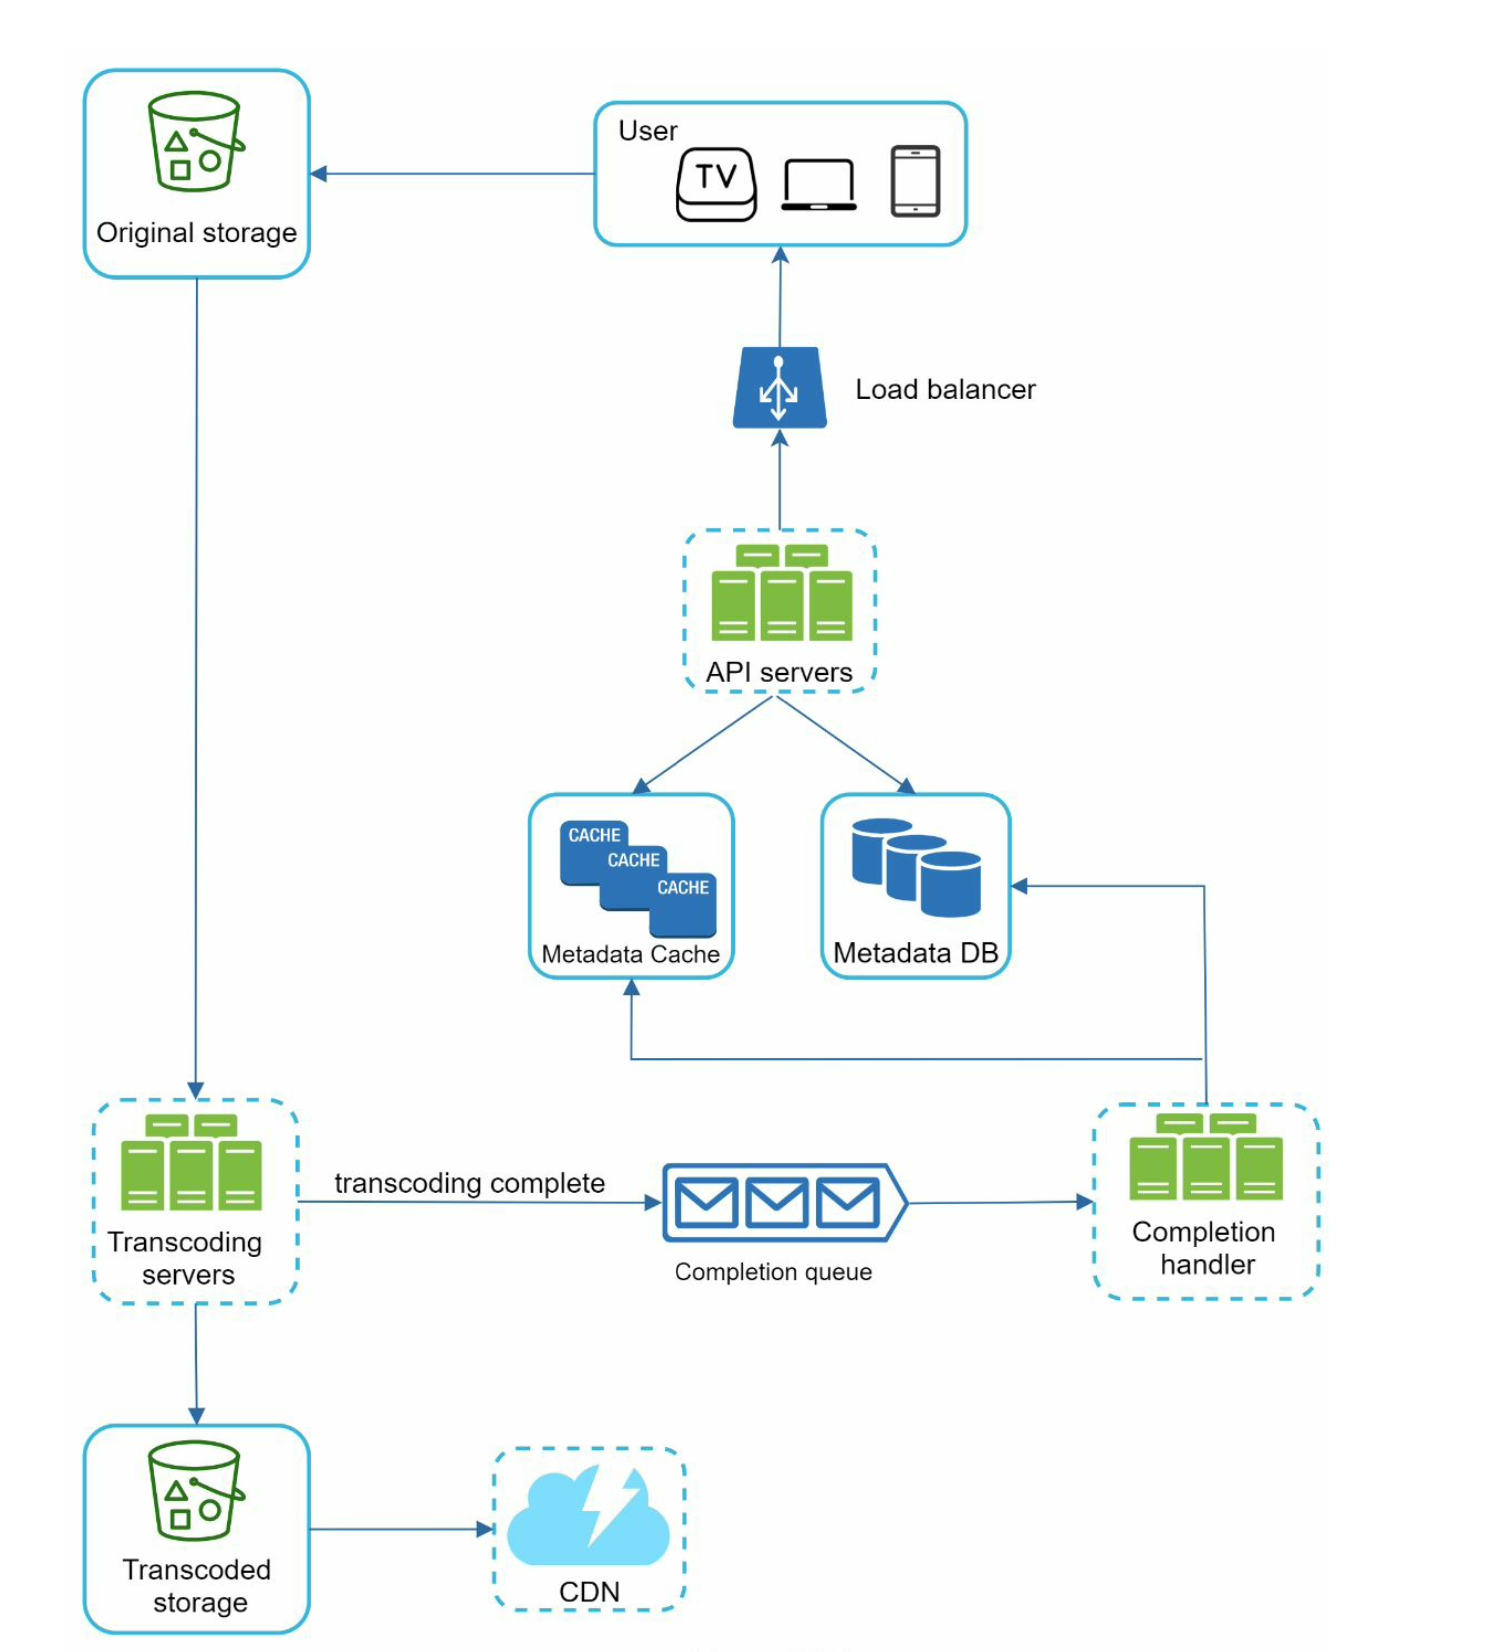 User
TV
Original storage
Load balancer
API servers
CACHE
CACHE
CACHE
Metadata Cache
Metadata DB
transcoding complete
Transcoding
servers
Completion queue
Completion
handler
Transcoded
storage
CDN